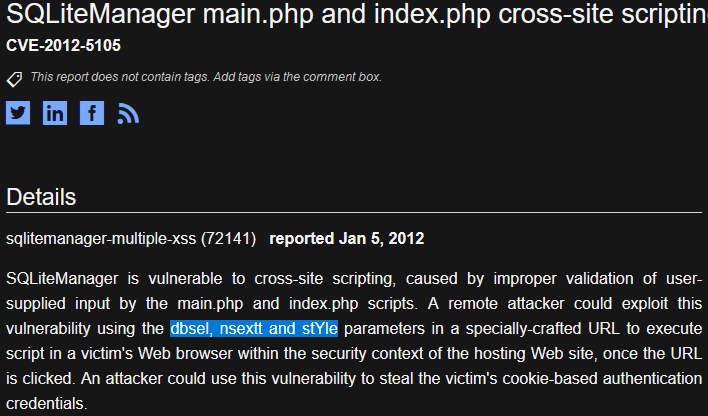 SQLiteManager main.php and index.php cross-site scripting
CVE-2012-5105
This report does not contain tags. Add tags via the comment box.
Details
sqlitemanager-multiple-xss (72141) reported Jan 5, 2012
SQLiteManager is vulnerable to cross-site scripting, caused by improper validation of user-
supplied input by the main.php and index.php scripts. A remote attacker could exploit this
vulnerability using the dbsel, nsextt and stYle parameters in a specially-crafted URL to execute
script in a victim's Web browser within the security context of the hosting Web site, once the URL
is clicked. An attacker could use this vulnerability to steal the victim's cookie-based authentication
credentials.